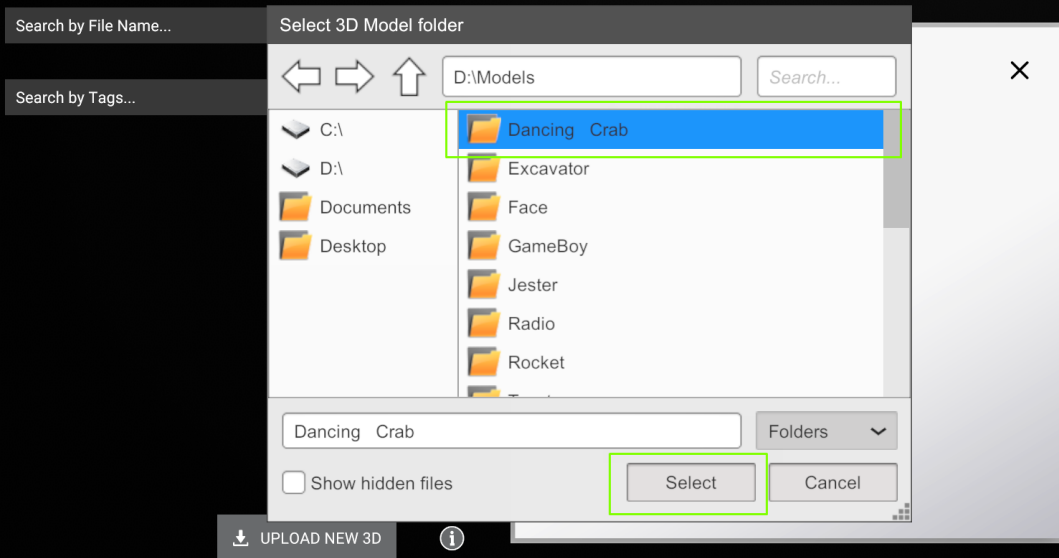 Search by File Name...
Select 3D Model folder
D:\Models
Search...
Search by Tags...
C:\
D:\
Documents
Desktop
Dancing   Crab
Excavator
Face
GameBoy
Jester
Radio
Rocket
Dancing   Crab
Folders
Show hidden files
Select
Cancel
UPLOAD NEW 3D